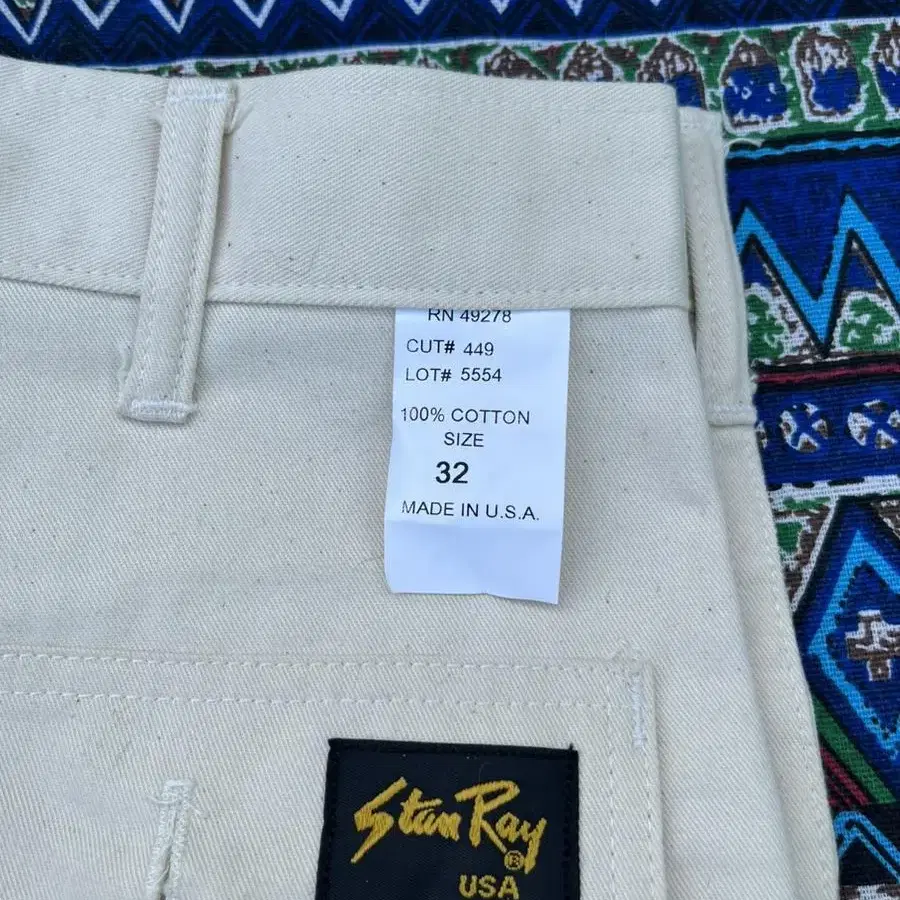 RN 49278
CUT# 449
LOT# 5554
100% COTTON
SIZE
32
MADE IN U.S.A.
Stan Ray
®
USA